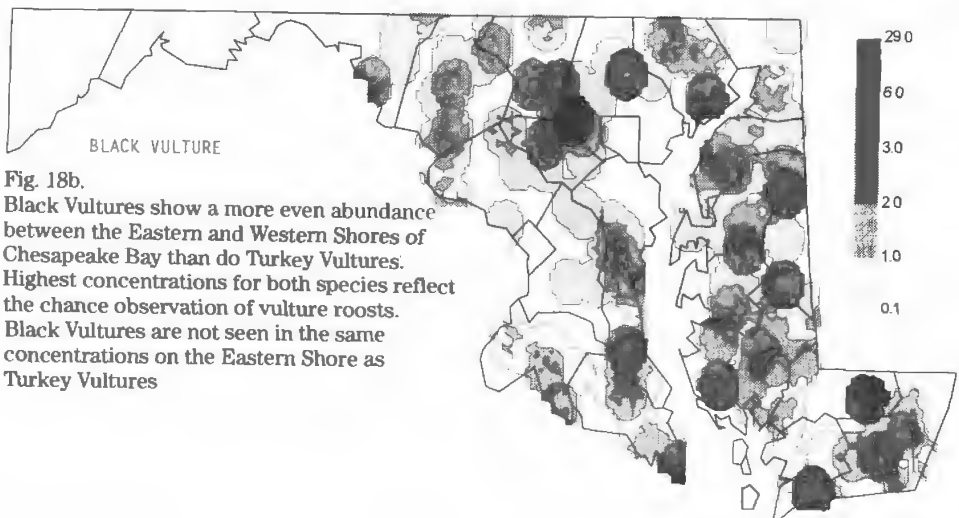 BLACK VULTURE
Fig. 18b.
Black Vultures show a more even abundance
between the Eastern and Western Shores of
Chesapeake Bay than do Turkey Vultures.
Highest concentrations for both species reflect
the chance observation of vulture roosts.
Black Vultures are not seen in the same
concentrations on the Eastern Shore as
Turkey Vultures
29 0
6 0
3.0
2 0
1.0
0.1